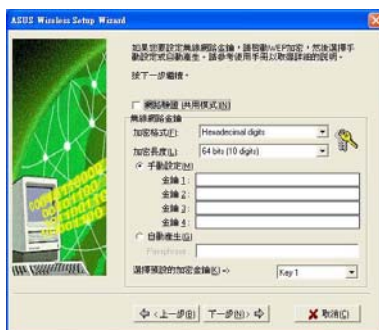 ASUS Wireless Setup Wizard
如果您要設定無線網路金鑰，請啟動WEP加密，然後選擇手
動設定或自動產生。請參考使用手冊以取得詳細的說明。
按下一步繼續。
網路驗證 (共用模式)(N)
無線網路金鑰
加密格式(F): Hexadecimal digits
加密長度(L): 64 bits (10 digits)
手動設定(M)
金鑰 1:
金鑰 2:
金鑰 3:
金鑰 4:
自動產生(G)
Passphrase:
選擇預設的加密金鑰(K) -> Key 1
<上一步(B) 下一步(N)> 取消(C)